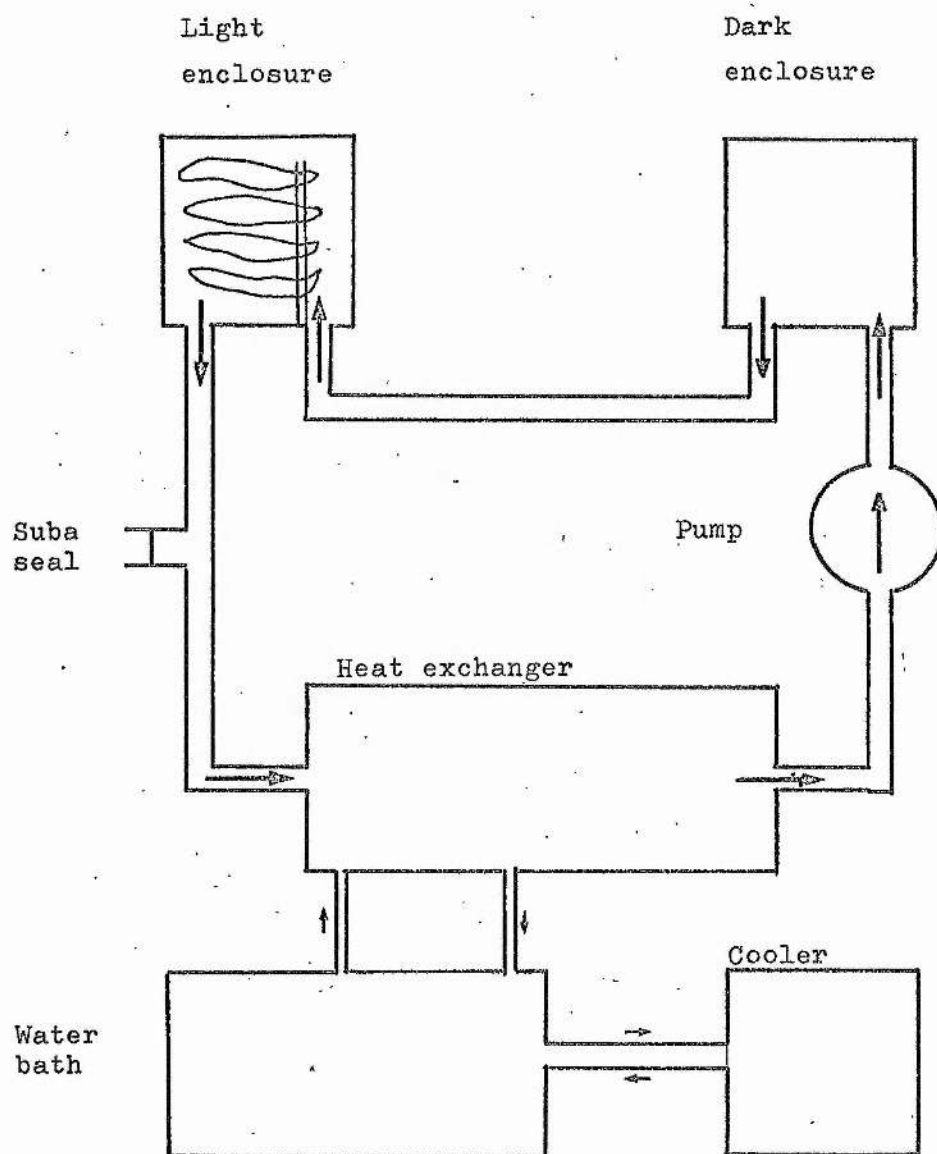 Light
enclosure
Dark
enclosure
Suba
seal
Pump
Heat exchanger
Cooler
Water
bath